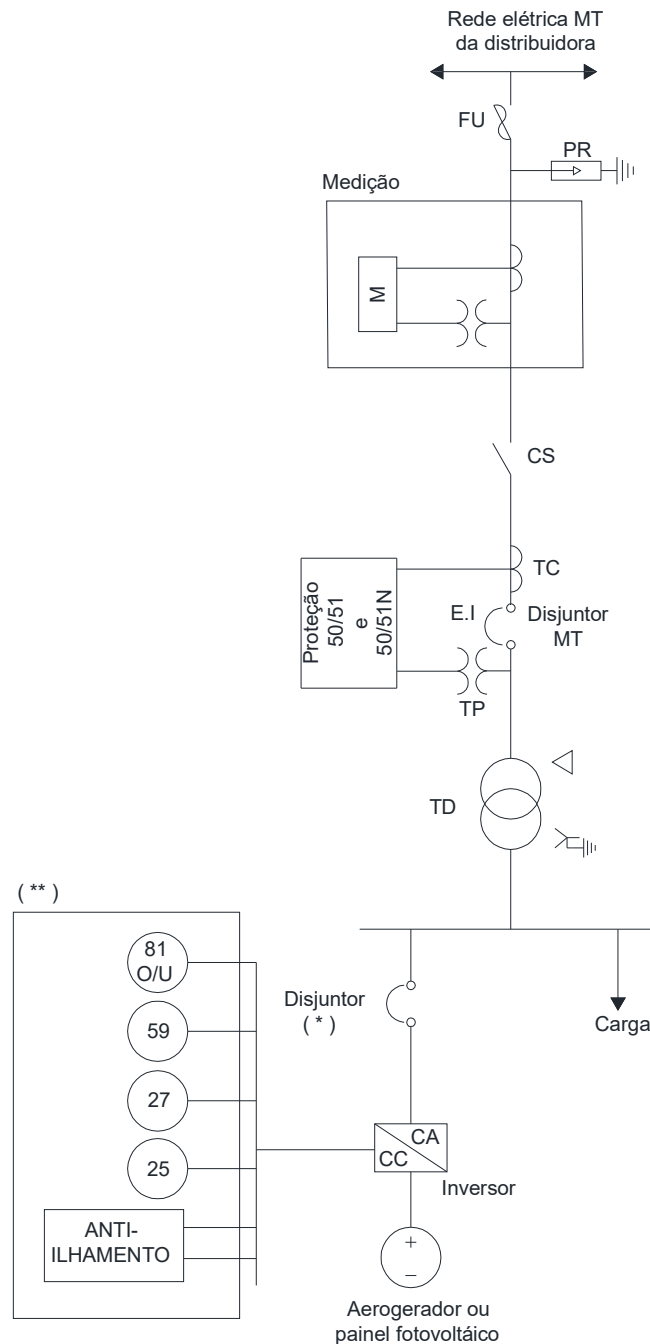 Rede elétrica MT
da distribuidora
FU
PR
Medição
M
CS
Proteção
50/51
e
50/51N
TC
E.I
Disjuntor
MT
TP
TD
( ** )
81
O/U
59
27
25
ANTI-
ILHAMENTO
Disjuntor
( * )
Carga
CA
CC
Inversor
+
–
Aerogerador ou
painel fotovoltáico